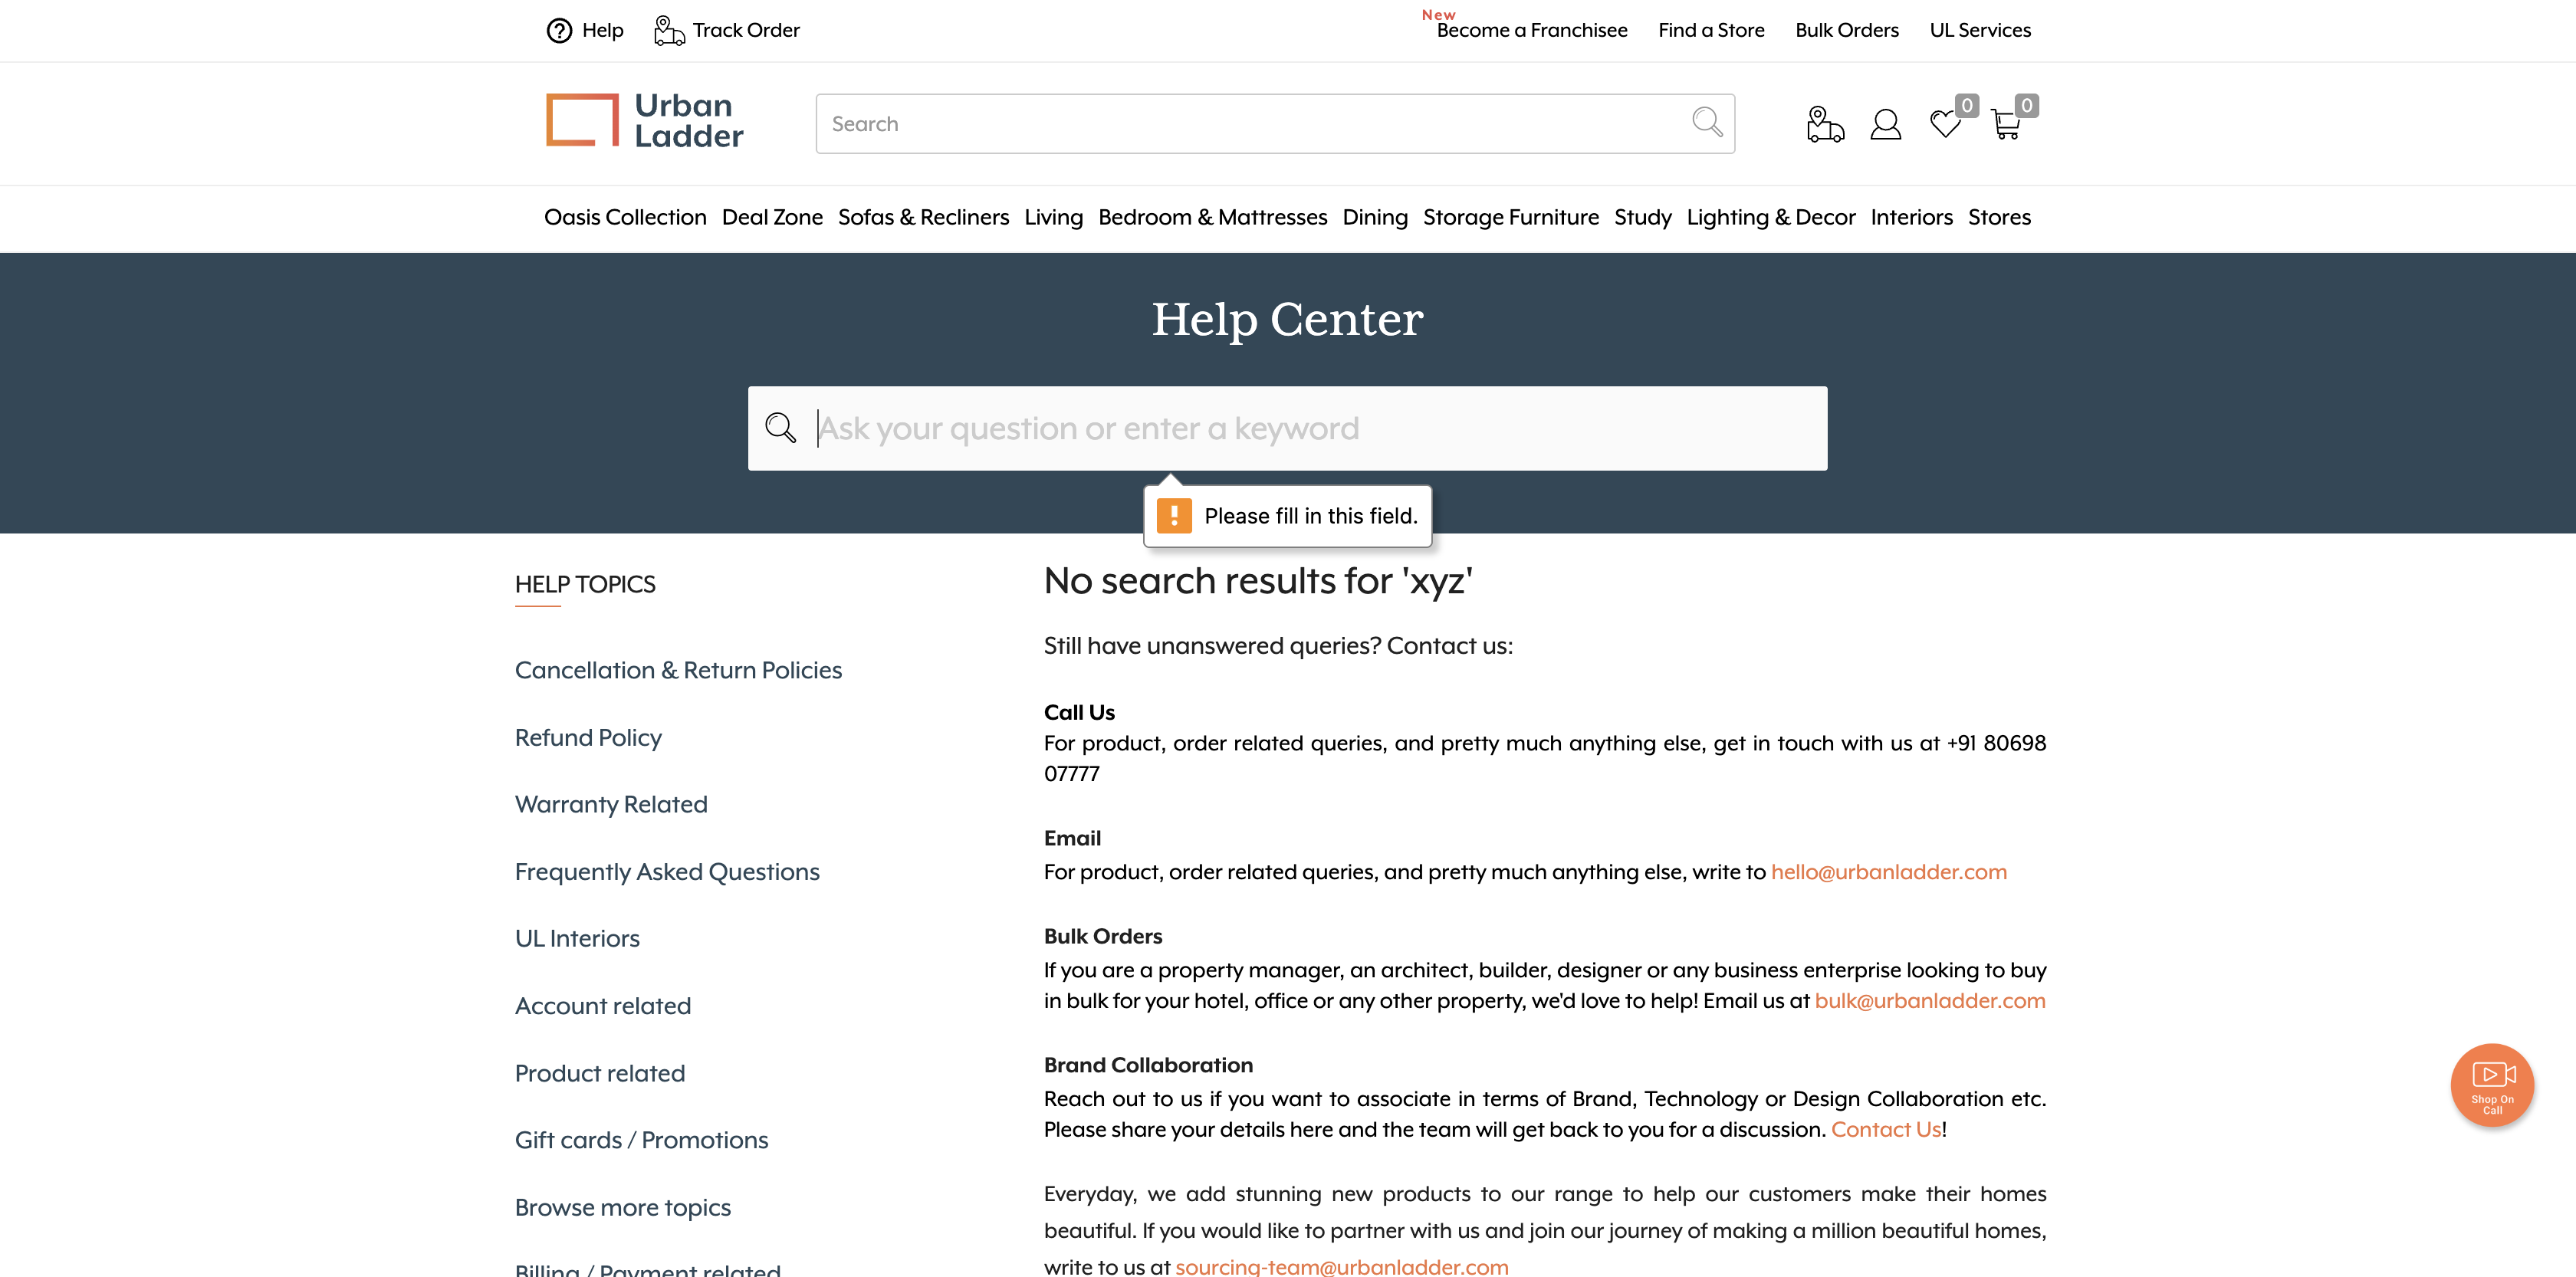 Help
Track Order
New
Become a Franchisee
Find a Store
Bulk Orders
UL Services
Urban
Ladder
Search
0
0
Oasis Collection
Deal Zone
Sofas & Recliners
Living
Bedroom & Mattresses
Dining
Storage Furniture
Study
Lighting & Decor
Interiors
Stores
Help Center
Ask your question or enter a keyword
Please fill in this field.
HELP TOPICS
Cancellation & Return Policies
Refund Policy
Warranty Related
Frequently Asked Questions
UL Interiors
Account related
Product related
Gift cards / Promotions
Browse more topics
Billing / Payment related
No search results for 'xyz'
Still have unanswered queries? Contact us:
Call Us
For product, order related queries, and pretty much anything else, get in touch with us at +91 80698
07777
Email
For product, order related queries, and pretty much anything else, write to hello@urbanladder.com
Bulk Orders
If you are a property manager, an architect, builder, designer or any business enterprise looking to buy
in bulk for your hotel, office or any other property, we'd love to help! Email us at bulk@urbanladder.com
Brand Collaboration
Reach out to us if you want to associate in terms of Brand, Technology or Design Collaboration etc.
Please share your details here and the team will get back to you for a discussion. Contact Us!
Everyday, we add stunning new products to our range to help our customers make their homes
beautiful. If you would like to partner with us and join our journey of making a million beautiful homes,
write to us at sourcing-team@urbanladder.com
Shop On
Call